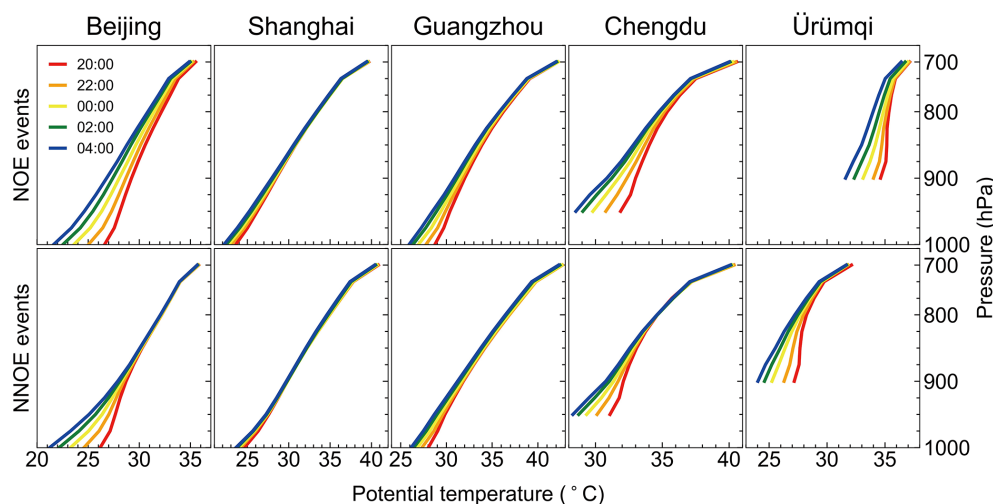 Beijing Shanghai Guangzhou Chengdu Ürümqi
NOE events
20:00
22:00
00:00
02:00
04:00
700
800
900
1000
NNOE events
700
800
900
1000
Pressure (hPa)
20 25 30 35 25 30 35 40 25 30 35 40 30 35 40 25 30 35
Potential temperature (°C)